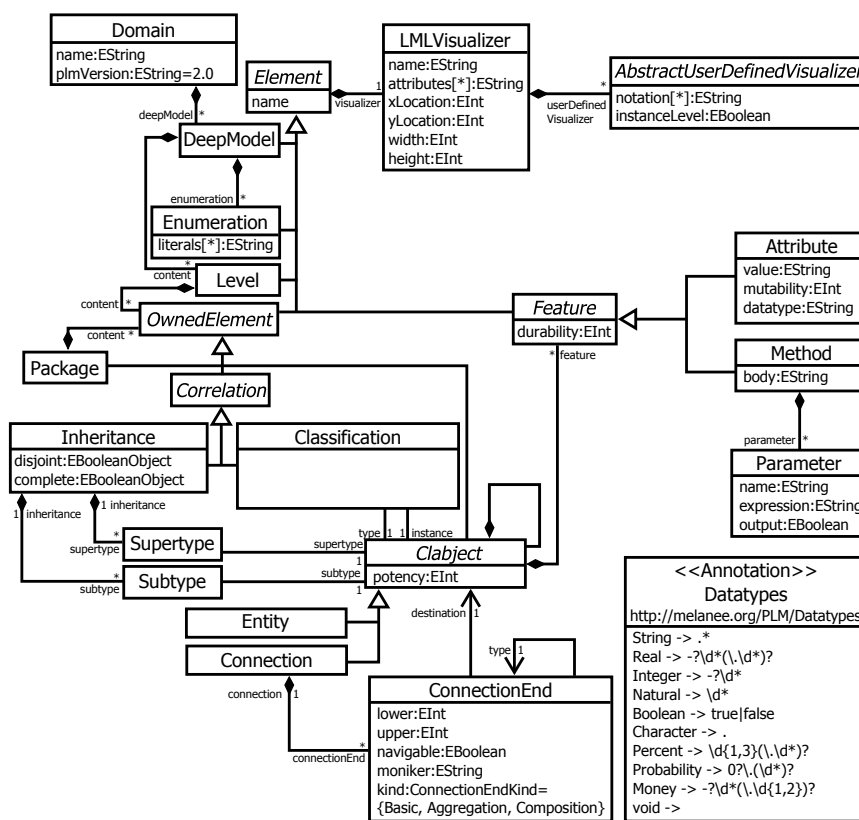 Domain
name:EString
plmVersion:EString=2.0
deepModel
*
Element
name
1
visualizer
LMLVisualizer
name:EString
attributes[*]:EString
xLocation:EInt
yLocation:EInt
width:EInt
height:EInt
*
userDefined
Visualizer
AbstractUserDefinedVisualizer
notation[*]:EString
instanceLevel:EBoolean
DeepModel
enumeration *
Enumeration
literals[*]:EString
*
content
Level
content *
OwnedElement
content *
Package
Correlation
Feature
durability:EInt
* feature
Attribute
value:EString
mutability:EInt
datatype:EString
Method
body:EString
parameter *
Parameter
name:EString
expression:EString
output:EBoolean
Inheritance
disjoint:EBooleanObject
complete:EBooleanObject
Classification
1 inheritance
1 inheritance
type 1
1 instance
*
supertype
Supertype
supertype
1
*
subtype
Subtype
subtype
1
Clabject
potency:EInt
Entity
Connection
destination 1
type 1
connection 1
*
connectionEnd
ConnectionEnd
lower:EInt
upper:EInt
navigable:EBoolean
moniker:EString
kind:ConnectionEndKind=
{Basic, Aggregation, Composition}
<<Annotation>>
Datatypes
http://melanee.org/PLM/Datatypes
String -> .*
Real -> -?\d*(\.\d*)?
Integer -> -?\d*
Natural -> \d*
Boolean -> true|false
Character -> .
Percent -> \d{1,3}(\.\d*)?
Probability -> 0?\.(\d*)?
Money -> -?\d*(\.\d{1,2})?
void ->